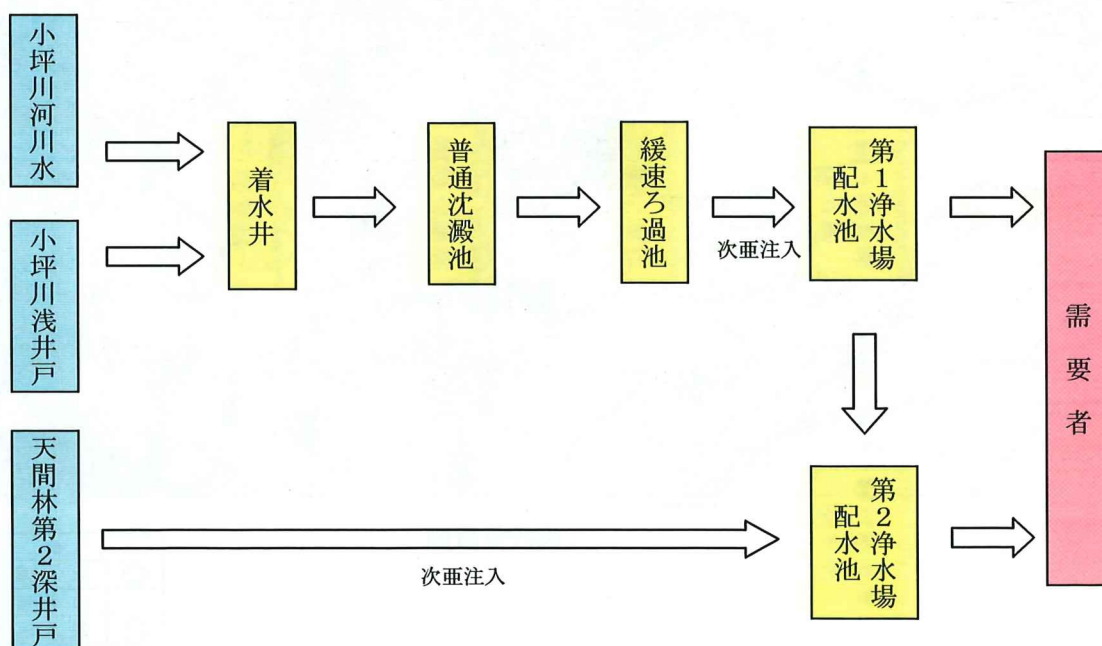 小坪川河川水
小坪川浅井戸
天間林第2深井戸
着水井
普通沈澱池
緩速ろ過池
次亜注入
第1浄水場
配水池
次亜注入
第2浄水場
配水池
需要者